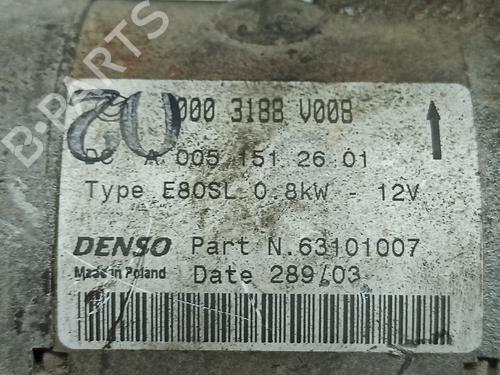 000 3188 V008
DC A 005 151 26 01
Type E80SL 0.8kW - 12V
DENSO Part N.63101007
Made in Poland Date 289/03
B-PARTS